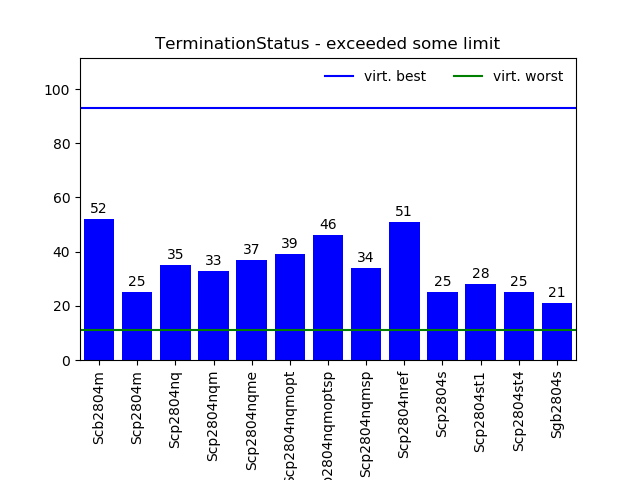 TerminationStatus - exceeded some limit
virt. best
virt. worst
100
80
60
40
20
0
52
25
35
33
37
39
46
34
51
25
28
25
21
Scb2804m
Scp2804m
Scp2804nq
Scp2804nqm
Scp2804nqme
Scp2804nqmopt
p2804nqmoptsp
Scp2804nqmsp
Scp2804nref
Scp2804s
Scp2804st1
Scp2804st4
Sgb2804s